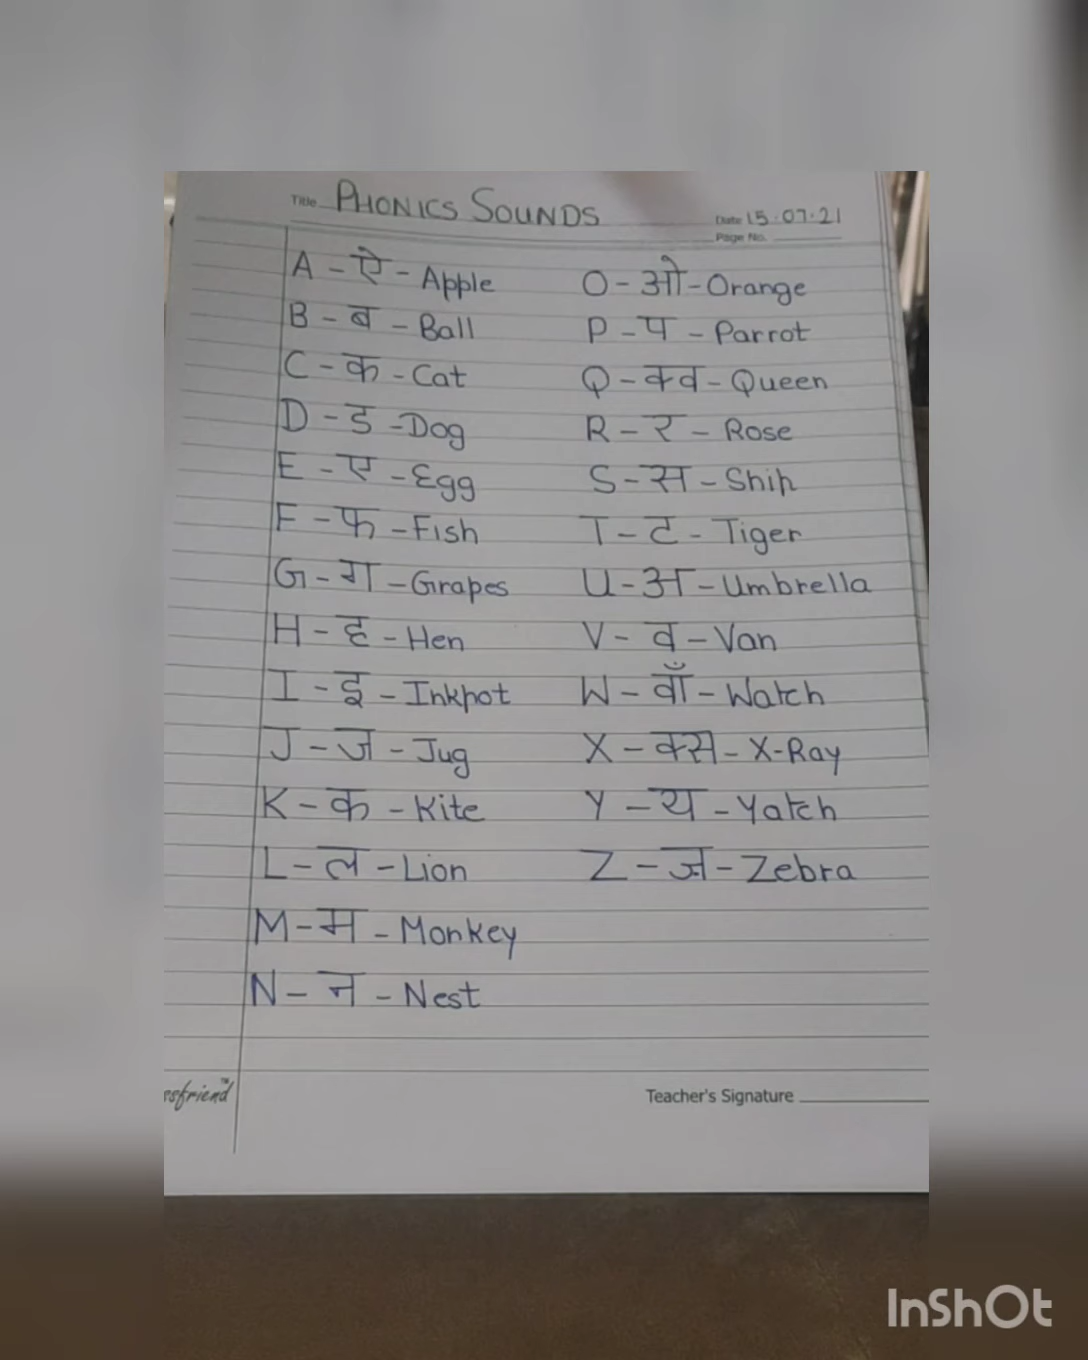 Title PHONICS SOUNDS
Date 15.07.21
Page No.
A - ऐ - Apple
B - ब - Ball
C - क - Cat
D - ड - Dog
E - ए - Egg
F - फ - Fish
G - ग - Grapes
H - ह - Hen
I - इ - Inkpot
J - ज - Jug
K - क - Kite
L - ल - Lion
M - म - Monkey
N - न - Nest
O - ओ - Orange
P - प - Parrot
Q - क्व - Queen
R - र - Rose
S - स - Ship
T - ट - Tiger
U - अ - Umbrella
V - व - Van
W - वॉ - Watch
X - क्स - X-Ray
Y - य - Yatch
Z - ज़ - Zebra
Teacher's Signature
InShOt